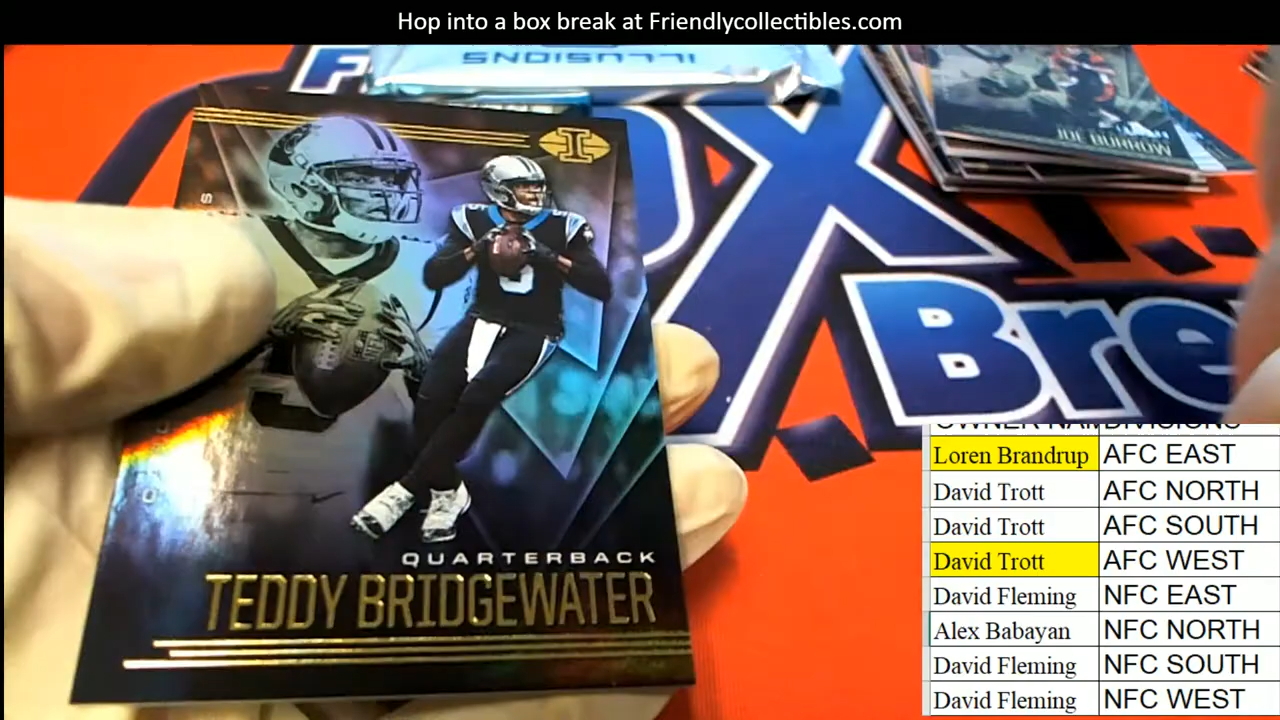 Hop into a box break at Friendlycollectibles.com
ILLUSIONS
JOE BURROW
I
QUARTERBACK
TEDDY BRIDGEWATER
Bre
DIVISIONS
Loren Brandrup AFC EAST
David Trott AFC NORTH
David Trott AFC SOUTH
David Trott AFC WEST
David Fleming NFC EAST
Alex Babayan NFC NORTH
David Fleming NFC SOUTH
David Fleming NFC WEST